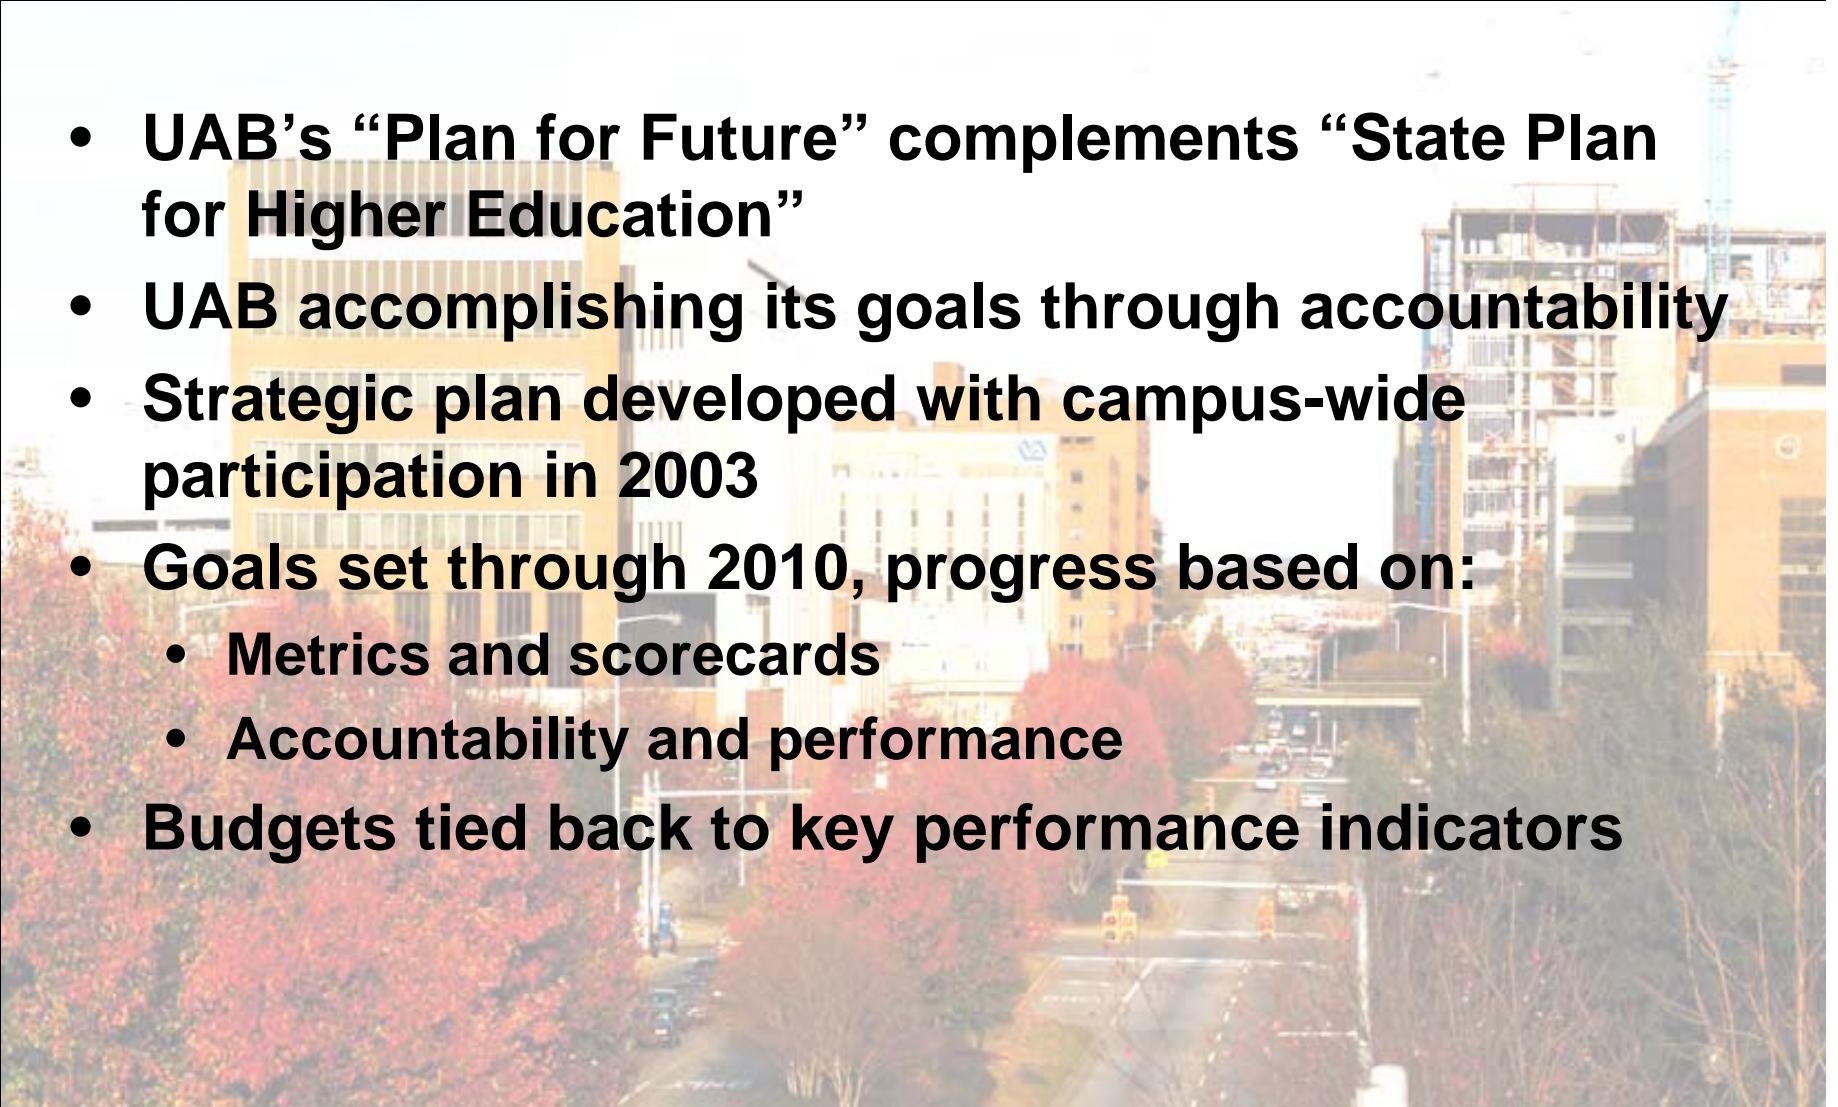 • UAB’s “Plan for Future” complements “State Plan
for Higher Education”
• UAB accomplishing its goals through accountability
• Strategic plan developed with campus-wide
participation in 2003
• Goals set through 2010, progress based on:
• Metrics and scorecards
• Accountability and performance
• Budgets tied back to key performance indicators